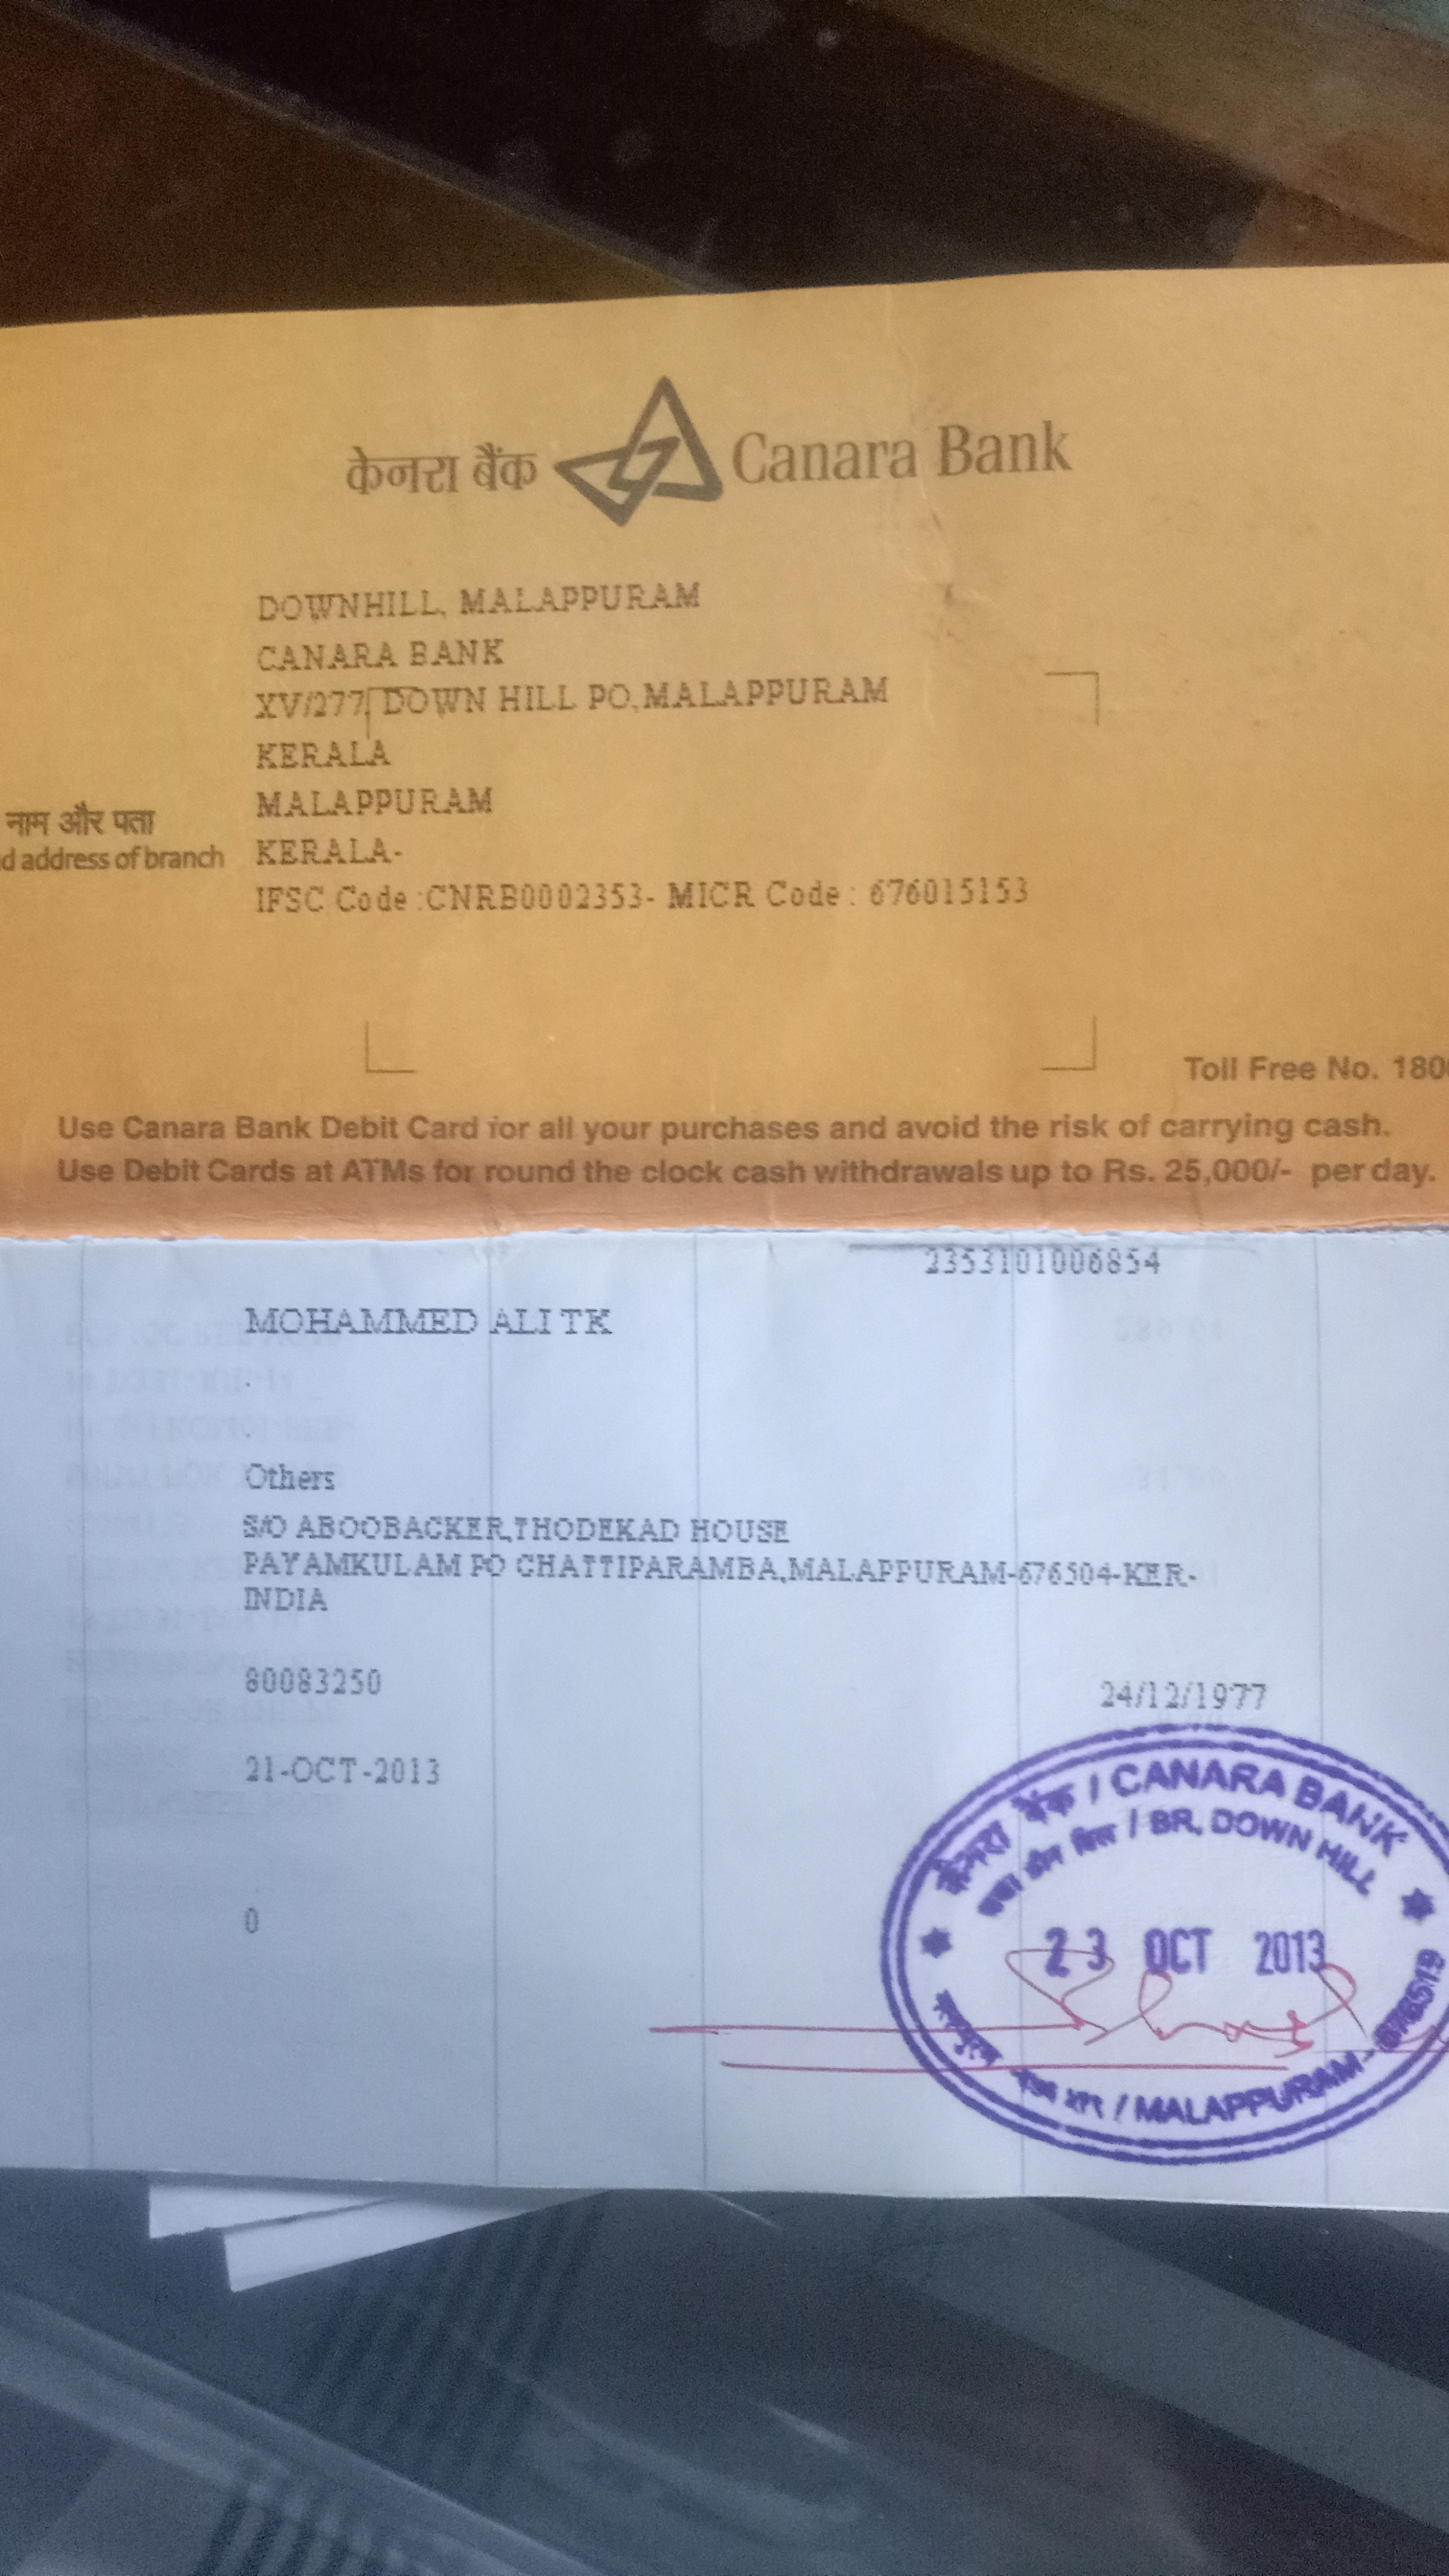 केनरा बैंक Canara Bank
DOWNHILL, MALAPPURAM
CANARA BANK
XV/277, DOWN HILL PO,MALAPPURAM
KERALA
MALAPPURAM
नाम और पता
d address of branch
KERALA-
IFSC Code :CNRB0002353- MICR Code : 676015153
Toll Free No. 180
Use Canara Bank Debit Card for all your purchases and avoid the risk of carrying cash.
Use Debit Cards at ATMs for round the clock cash withdrawals up to Rs. 25,000/- per day.
2353101006854
MOHAMMED ALI TK
Others
S/O ABOOBACKER,THODEKAD HOUSE
PAYAMKULAM PO CHATTIPARAMBA,MALAPPURAM-676504-KER-
INDIA
80083250
24/12/1977
21-OCT-2013
0
केनरा बैंक / CANARA BANK
/ BR, DOWN HILL
23 OCT 2013
/ MALAPPURAM - 676519